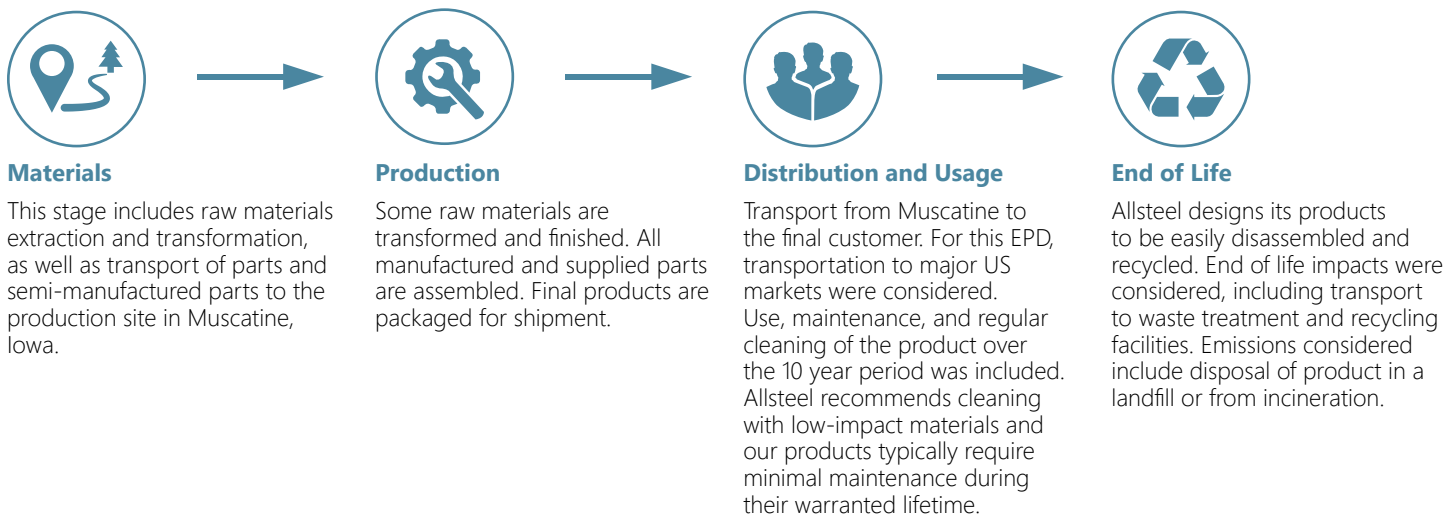 Materials
This stage includes raw materials
extraction and transformation,
as well as transport of parts and
semi-manufactured parts to the
production site in Muscatine,
Iowa.
Production
Some raw materials are
transformed and finished. All
manufactured and supplied parts
are assembled. Final products are
packaged for shipment.
Distribution and Usage
Transport from Muscatine to
the final customer. For this EPD,
transportation to major US
markets were considered.
Use, maintenance, and regular
cleaning of the product over
the 10 year period was included.
Allsteel recommends cleaning
with low-impact materials and
our products typically require
minimal maintenance during
their warranted lifetime.
End of Life
Allsteel designs its products
to be easily disassembled and
recycled. End of life impacts were
considered, including transport
to waste treatment and recycling
facilities. Emissions considered
include disposal of product in a
landfill or from incineration.